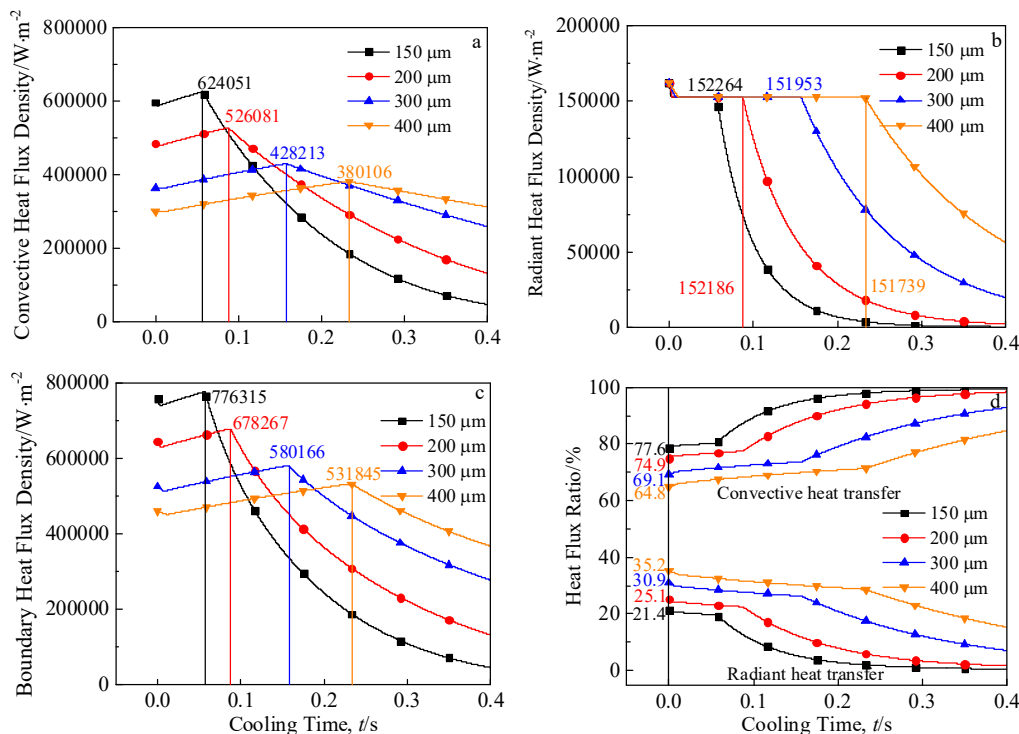 a
Convective Heat Flux Density/W·m⁻²
800000
600000
400000
200000
0
0.0 0.1 0.2 0.3 0.4
150 μm
200 μm
300 μm
400 μm
624051
526081
428213
380106
b
Radiant Heat Flux Density/W·m⁻²
200000
150000
100000
50000
0
0.0 0.1 0.2 0.3 0.4
150 μm
200 μm
300 μm
400 μm
152264
151953
152186
151739
c
Boundary Heat Flux Density/W·m⁻²
800000
600000
400000
200000
0
0.0 0.1 0.2 0.3 0.4
Cooling Time, t/s
150 μm
200 μm
300 μm
400 μm
776315
678267
580166
531845
d
Heat Flux Ratio/%
100
80
60
40
20
0
0.0 0.1 0.2 0.3 0.4
Cooling Time, t/s
77.6
74.9
69.1
64.8
Convective heat transfer
150 μm
200 μm
300 μm
400 μm
35.2
30.9
25.1
21.4
Radiant heat transfer